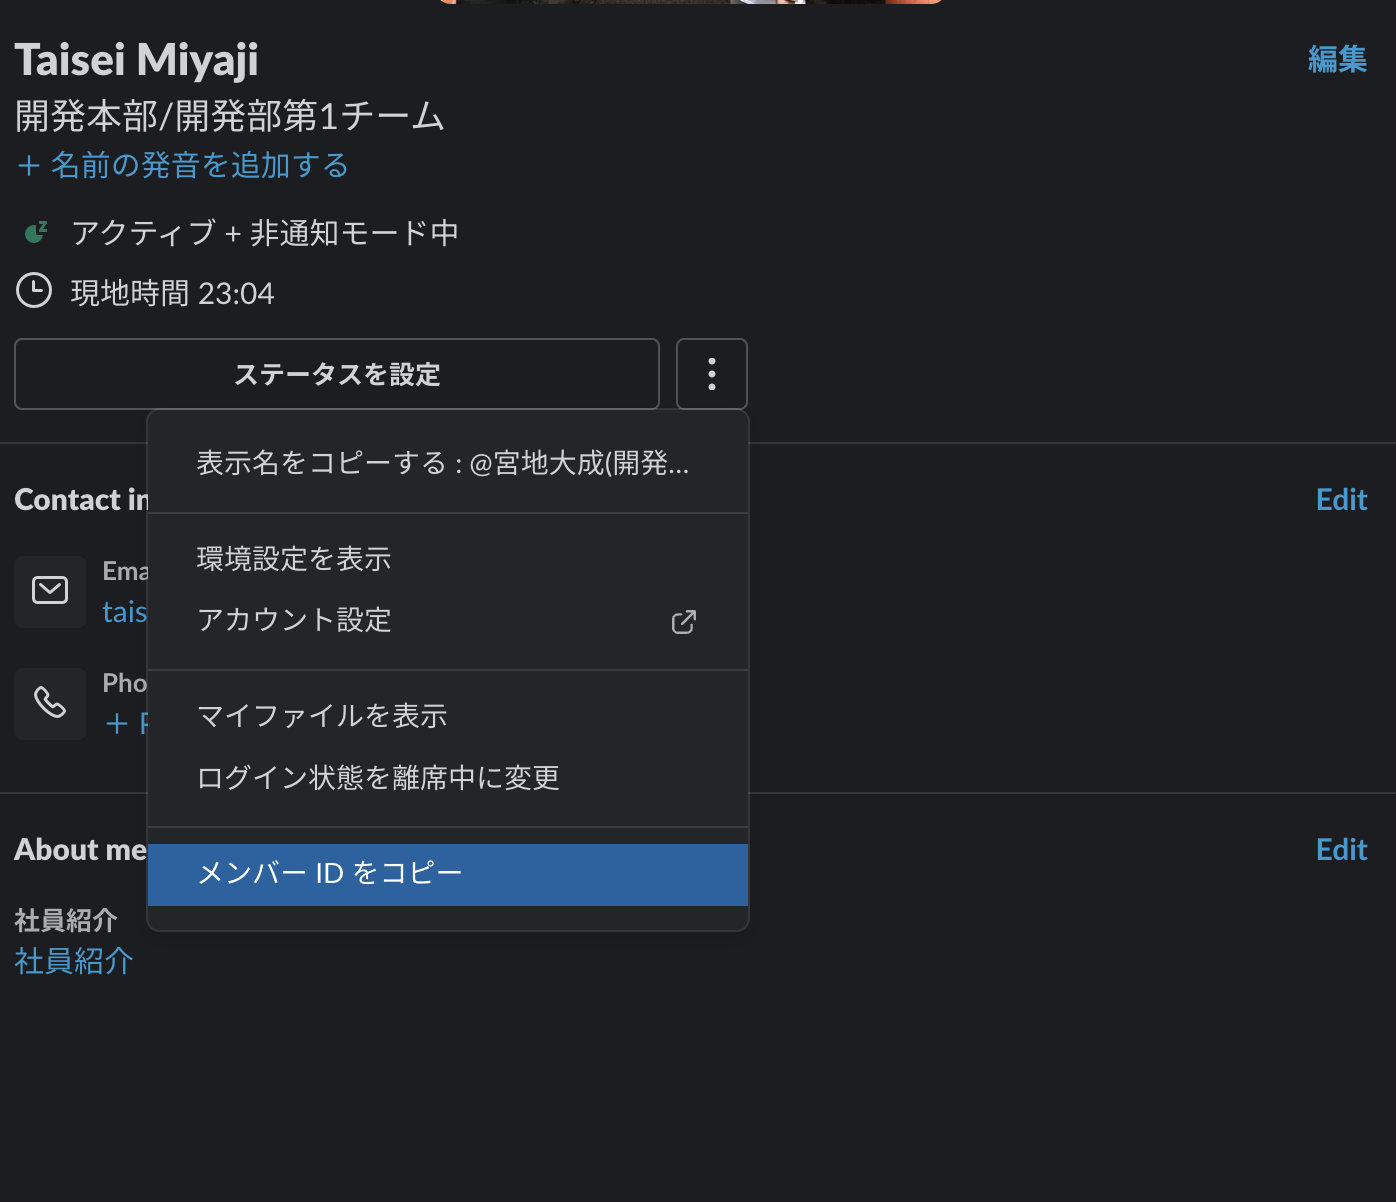 Taisei Miyaji
編集
開発本部/開発部第1チーム
+ 名前の発音を追加する
アクティブ + 非通知モード中
現地時間 23:04
ステータスを設定
表示名をコピーする : @宮地大成(開発...
Contact in
Edit
環境設定を表示
Ema
tais
アカウント設定
Pho
マイファイルを表示
+ P
ログイン状態を離席中に変更
About me
Edit
メンバー ID をコピー
社員紹介
社員紹介